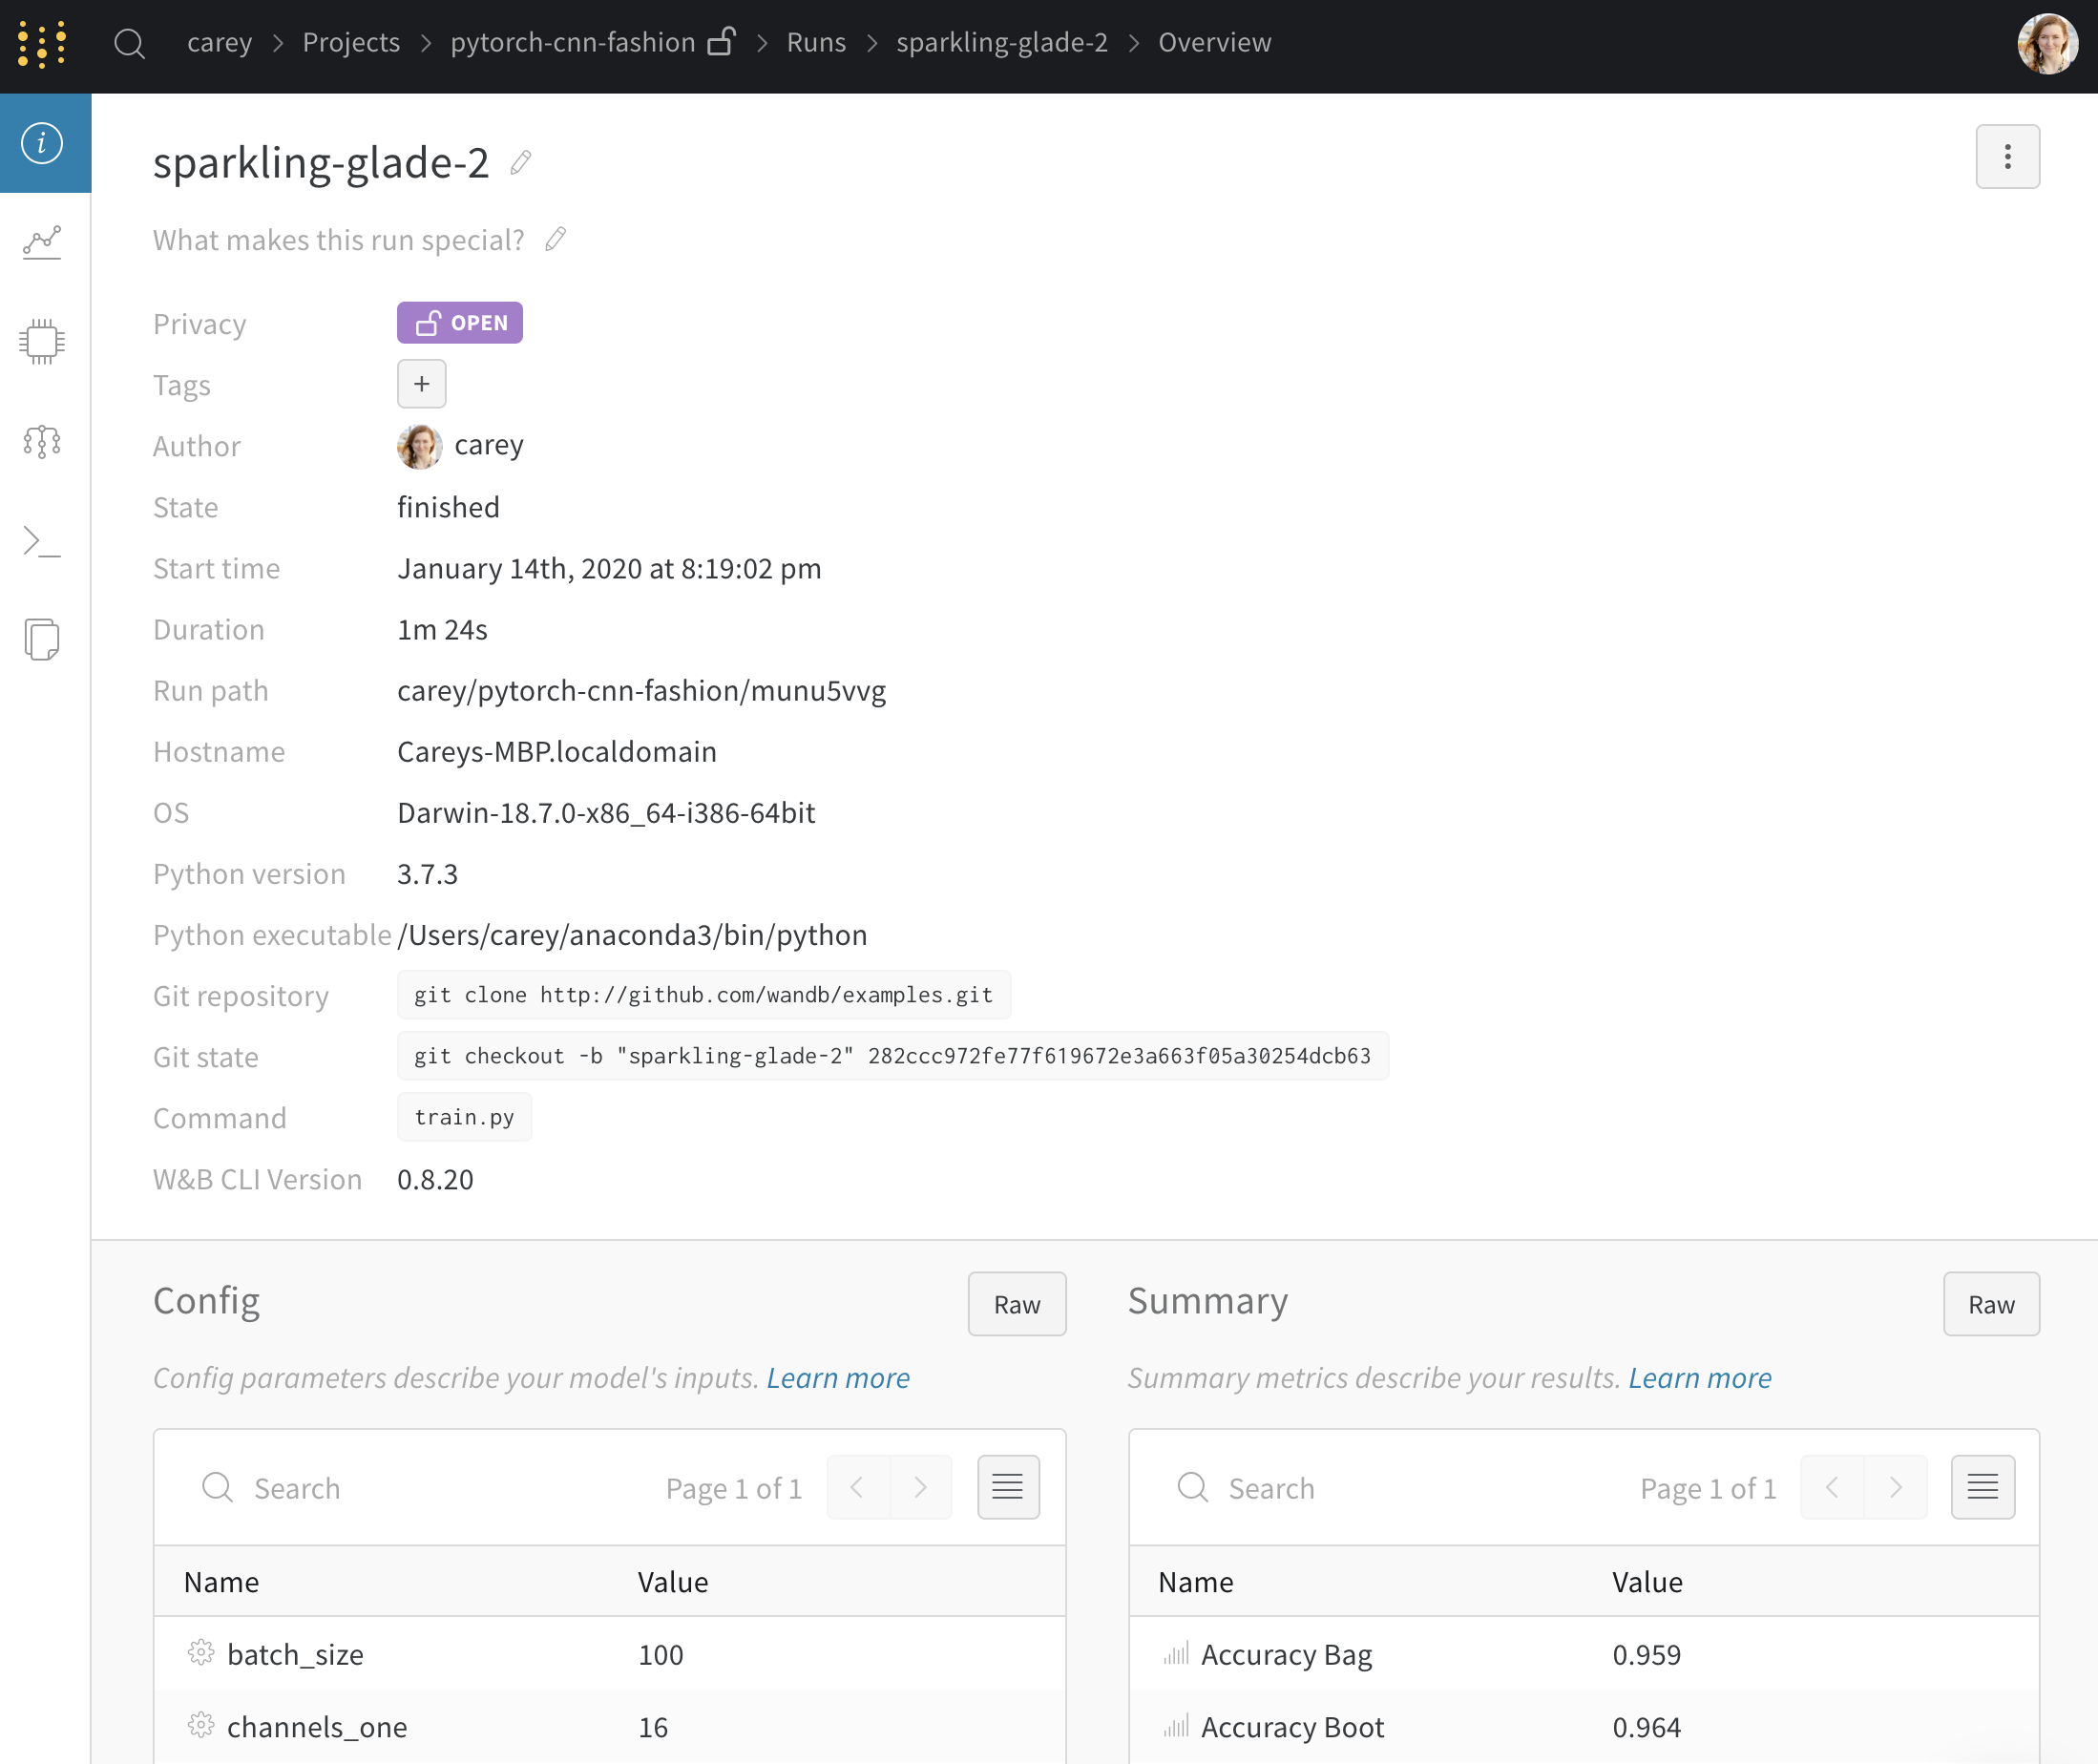 carey > Projects > pytorch-cnn-fashion > Runs > sparkling-glade-2 > Overview
sparkling-glade-2
What makes this run special?
Privacy OPEN
Tags +
Author carey
State finished
Start time January 14th, 2020 at 8:19:02 pm
Duration 1m 24s
Run path carey/pytorch-cnn-fashion/munu5vvg
Hostname Careys-MBP.localdomain
OS Darwin-18.7.0-x86_64-i386-64bit
Python version 3.7.3
Python executable /Users/carey/anaconda3/bin/python
Git repository git clone http://github.com/wandb/examples.git
Git state git checkout -b "sparkling-glade-2" 282ccc972fe77f619672e3a663f05a30254dcb63
Command train.py
W&B CLI Version 0.8.20
Config Raw
Config parameters describe your model's inputs. Learn more
Search Page 1 of 1
Name Value
batch_size 100
channels_one 16
Summary Raw
Summary metrics describe your results. Learn more
Search Page 1 of 1
Name Value
Accuracy Bag 0.959
Accuracy Boot 0.964